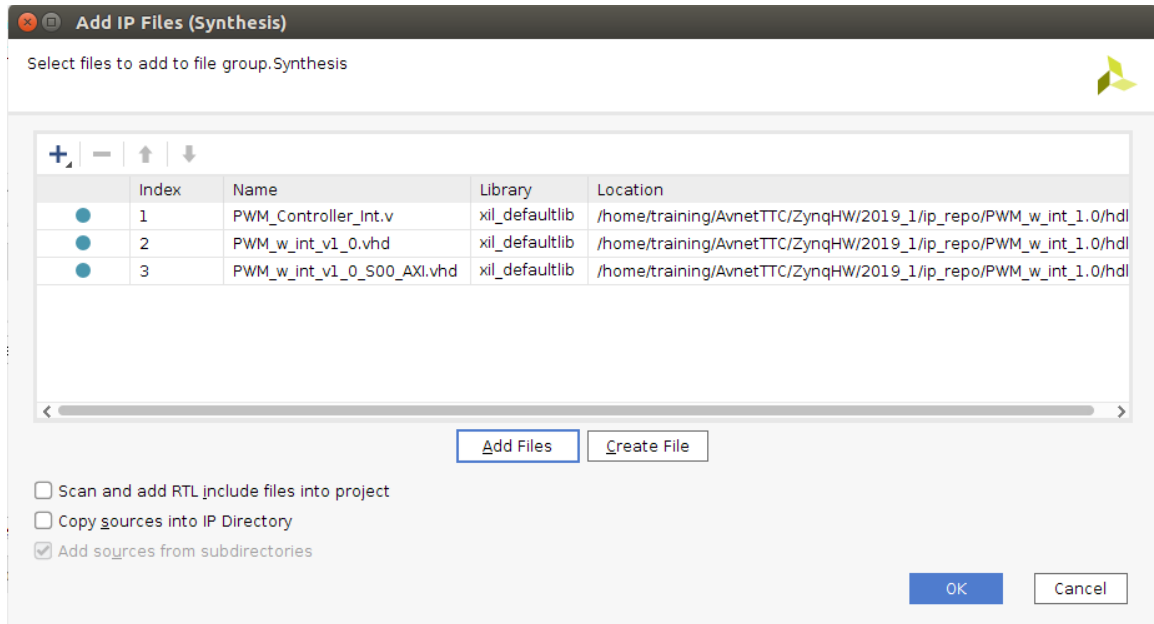 Add IP Files (Synthesis)
Select files to add to file group.Synthesis
Index Name Library Location
1 PWM_Controller_Int.v xil_defaultlib /home/training/AvnetTTC/ZynqHW/2019_1/ip_repo/PWM_w_int_1.0/hdl
2 PWM_w_int_v1_0.vhd xil_defaultlib /home/training/AvnetTTC/ZynqHW/2019_1/ip_repo/PWM_w_int_1.0/hdl
3 PWM_w_int_v1_0_S00_AXI.vhd xil_defaultlib /home/training/AvnetTTC/ZynqHW/2019_1/ip_repo/PWM_w_int_1.0/hdl
Add Files Create File
Scan and add RTL include files into project
Copy sources into IP Directory
Add sources from subdirectories
OK Cancel